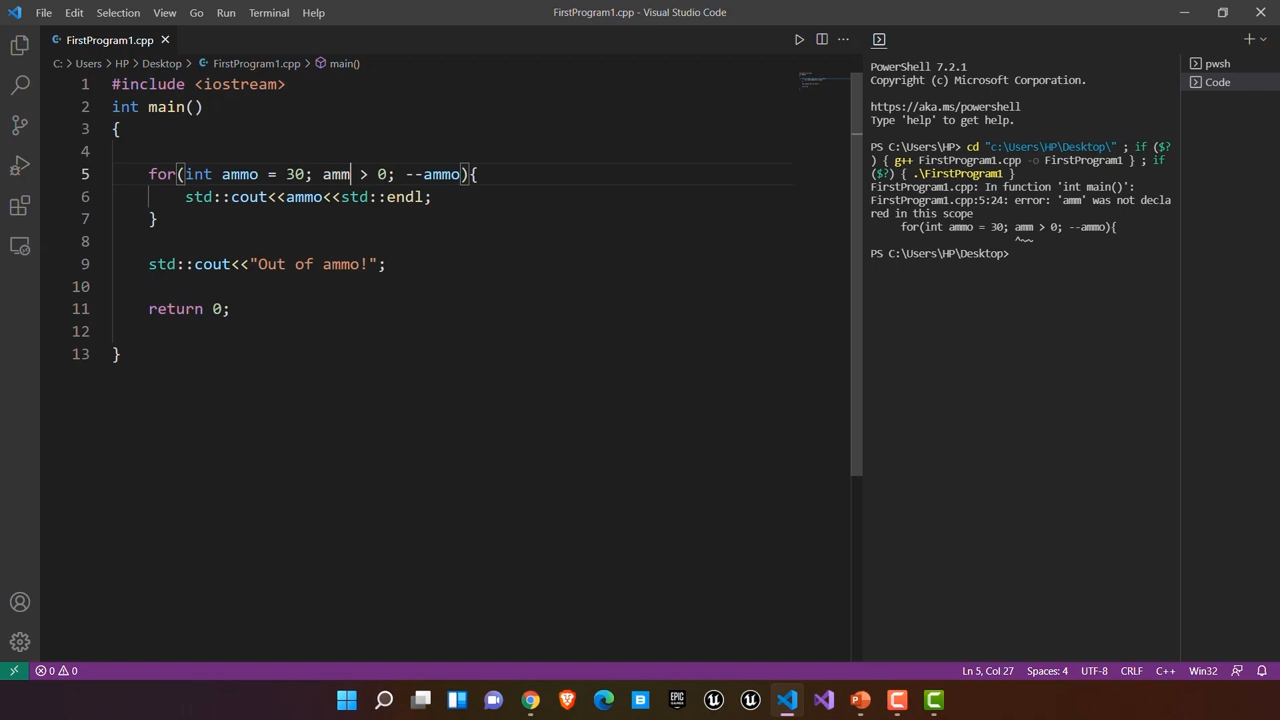 File Edit Selection View Go Run Terminal Help
FirstProgram1.cpp - Visual Studio Code
FirstProgram1.cpp
C: > Users > HP > Desktop > FirstProgram1.cpp > main()
1 #include <iostream>
2 int main()
3 {
4
5 for(int ammo = 30; amm > 0; --ammo){
6 std::cout<<ammo<<std::endl;
7 }
8
9 std::cout<<"Out of ammo!";
10
11 return 0;
12
13 }
PowerShell 7.2.1
Copyright (c) Microsoft Corporation.
https://aka.ms/powershell
Type 'help' to get help.
PS C:\Users\HP> cd "c:\Users\HP\Desktop\" ; if ($?
) { g++ FirstProgram1.cpp -o FirstProgram1 } ; if
($?) { .\FirstProgram1 }
FirstProgram1.cpp: In function 'int main()':
FirstProgram1.cpp:5:24: error: 'amm' was not decla
red in this scope
for(int ammo = 30; amm > 0; --ammo){
^~~
PS C:\Users\HP\Desktop>
pwsh
Code
0 0
Ln 5, Col 27 Spaces: 4 UTF-8 CRLF C++ Win32
EPIC GAMES